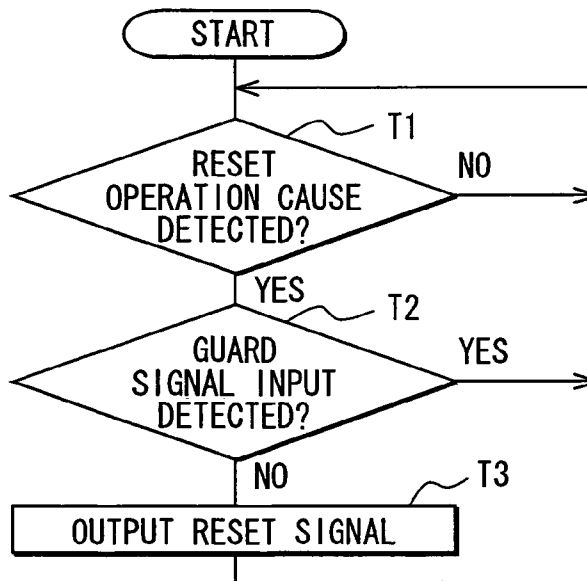 START
T1
RESET
OPERATION CAUSE
DETECTED?
NO
YES
T2
GUARD
SIGNAL INPUT
DETECTED?
YES
NO
T3
OUTPUT RESET SIGNAL